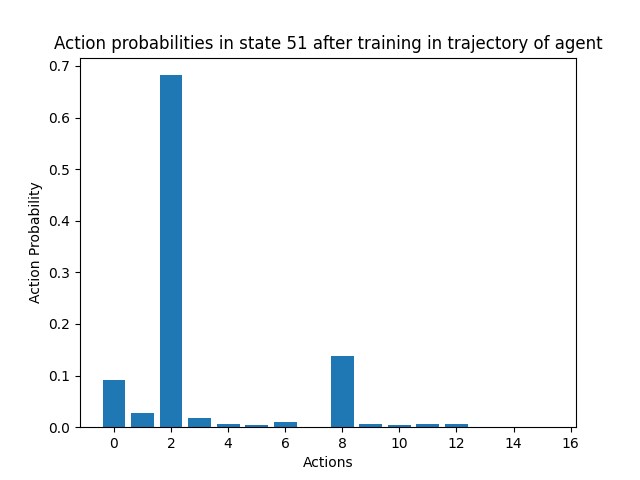 Action probabilities in state 51 after training in trajectory of agent
0.7
0.6
0.5
0.4
0.3
0.2
0.1
0.0
Action Probability
0 2 4 6 8 10 12 14 16
Actions